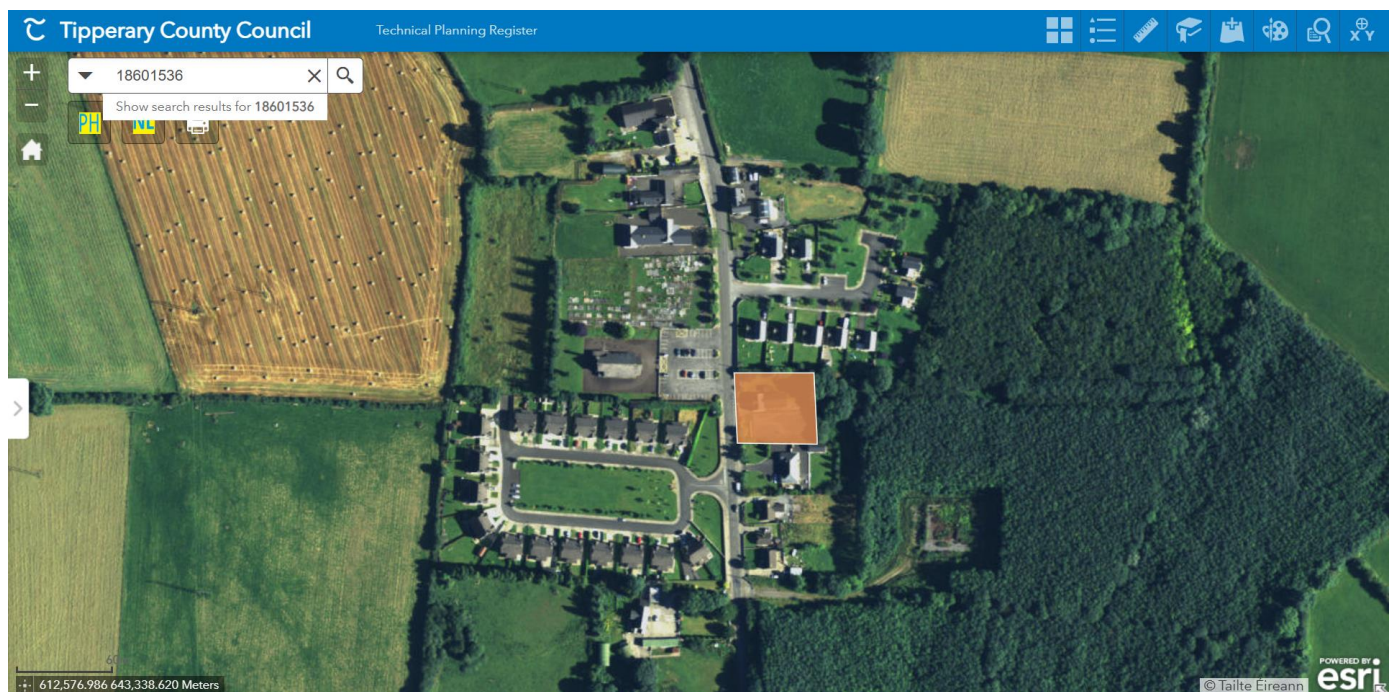 Tipperary County Council
Technical Planning Register
X Y
18601536
Show search results for 18601536
PH
NL
60m
612,576.986 643,338.620 Meters
© Tailte Éireann
POWERED BY
esri